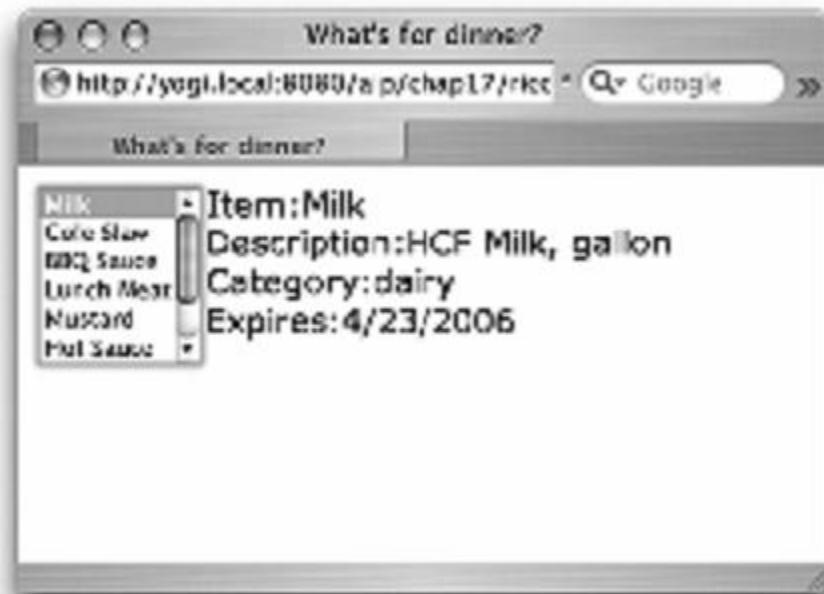 What's for dinner?
http://yogi.local:8080/a p/chap17/ricc
Google
What's for dinner?
Milk
Cole Slaw
BBQ Sauce
Lunch Meat
Mustard
Hot Sauce
Item:Milk
Description:HCF Milk, gallon
Category:dairy
Expires:4/23/2006